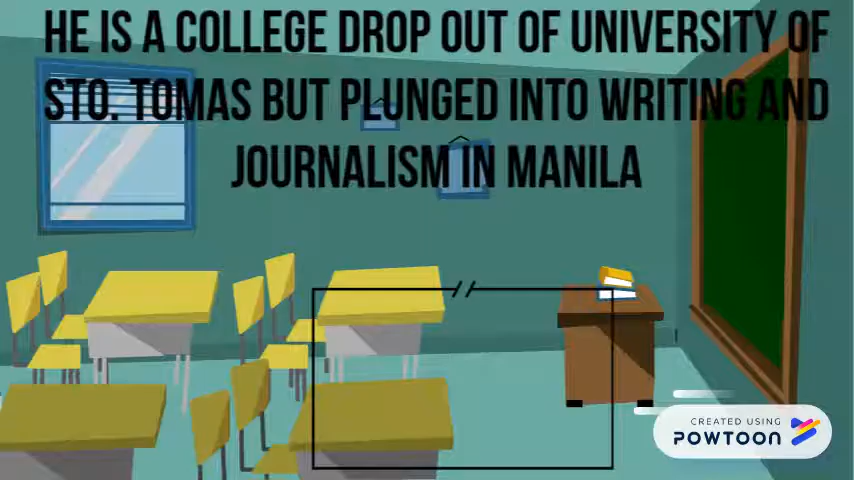 HE IS A COLLEGE DROP OUT OF UNIVERSITY OF
STO. TOMAS BUT PLUNGED INTO WRITING AND
JOURNALISM IN MANILA
CREATED USING
POWTOON